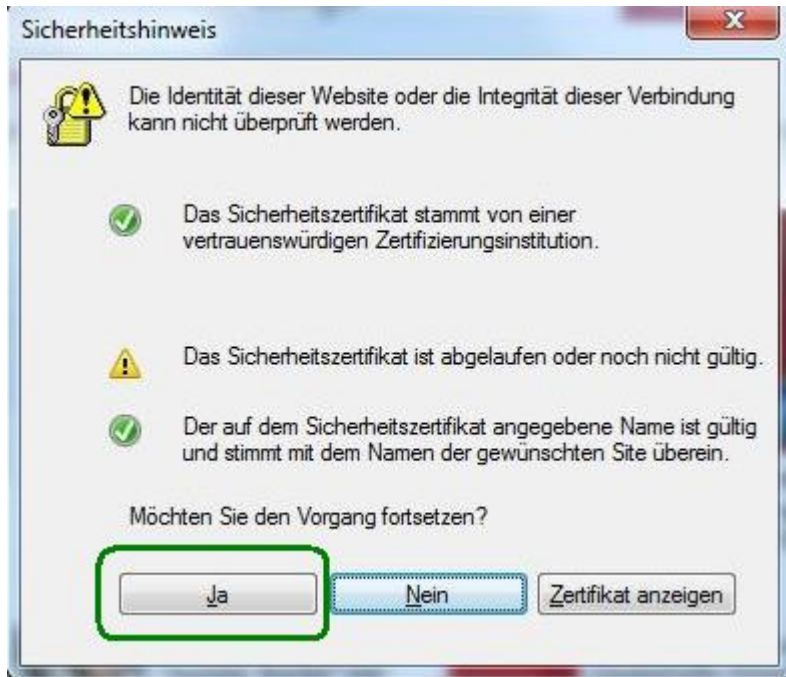 Sicherheitshinweis
Die Identität dieser Website oder die Integrität dieser Verbindung
kann nicht überprüft werden.
Das Sicherheitszertifikat stammt von einer
vertrauenswürdigen Zertifizierungsinstitution.
Das Sicherheitszertifikat ist abgelaufen oder noch nicht gültig.
Der auf dem Sicherheitszertifikat angegebene Name ist gültig
und stimmt mit dem Namen der gewünschten Site überein.
Möchten Sie den Vorgang fortsetzen?
Ja Nein Zertifikat anzeigen